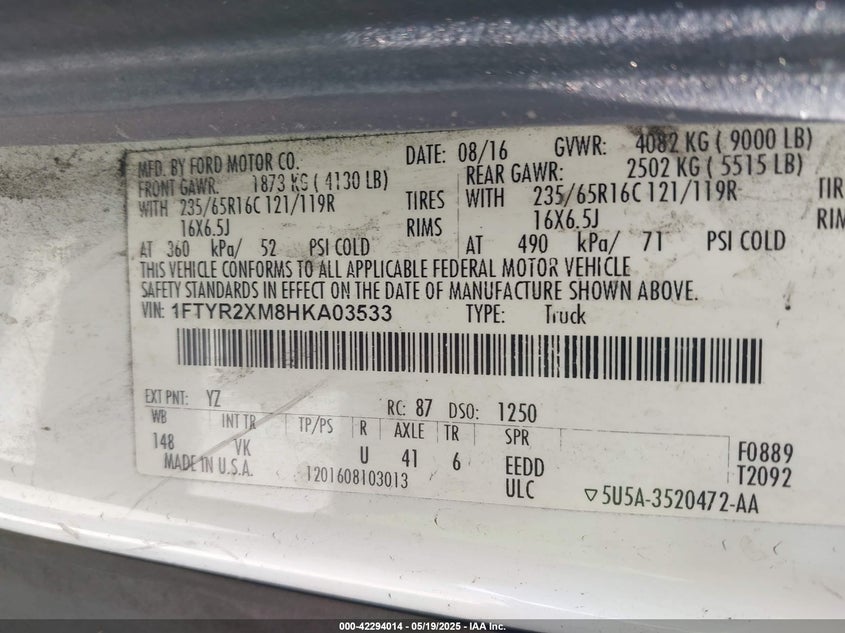 MFD. BY FORD MOTOR CO. DATE: 08/16 GVWR: 4082 KG ( 9000 LB)
FRONT GAWR: 1873 KG ( 4130 LB) REAR GAWR: 2502 KG ( 5515 LB)
WITH 235/65R16C 121/119R TIRES WITH 235/65R16C 121/119R TIR
16X6.5J RIMS 16X6.5J RIM
AT 360 kPa/ 52 PSI COLD AT 490 kPa/ 71 PSI COLD
THIS VEHICLE CONFORMS TO ALL APPLICABLE FEDERAL MOTOR VEHICLE
SAFETY STANDARDS IN EFFECT ON THE DATE OF MANUFACTURE SHOWN ABOVE.
VIN: 1FTYR2XM8HKA03533 TYPE: Truck
EXT PNT: YZ RC: 87 DSO: 1250
WB INT TR TP/PS R AXLE TR SPR
148 VK U 41 6 EEDD F0889
MADE IN U.S.A. 1201608103013 ULC T2092
▽5U5A-3520472-AA
000-42294014 — 05/19/2025 — IAA Inc.